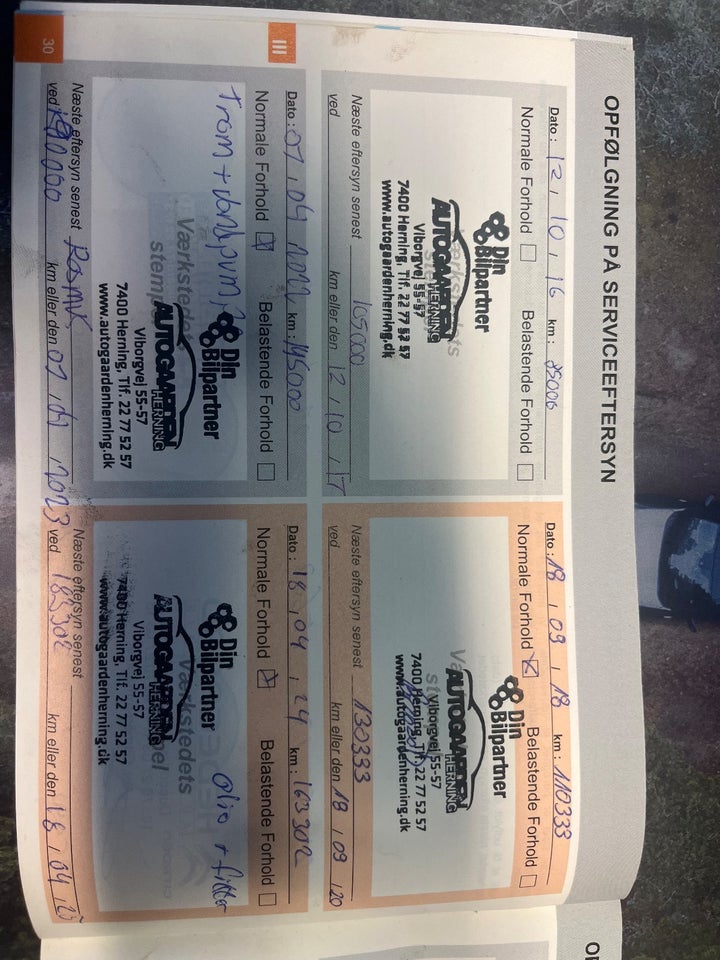 OPFØLGNING PÅ SERVICEEFTERSYN
Dato : 12 , 10 , 16 km : 85006
Normale Forhold Belastende Forhold
Din
Bilpartner
AUTOGAARDEN
HERNING
Viborgvej 55-57
7400 Herning, Tlf. 22 77 52 57
www.autogaardenherning.dk
Næste eftersyn senest
ved 105000 km eller den 12 , 10 , 17
Dato : 18 , 09 , 18 km : 110333
Normale Forhold X Belastende Forhold
Din
Bilpartner
AUTOGAARDEN
HERNING
Viborgvej 55-57
7400 Herning, Tlf. 22 77 52 57
www.autogaardenherning.dk
Næste eftersyn senest
ved 130333 km eller den 18 , 09 , 20
III
Dato : 07 , 09 , 2022 km : 145000
Normale Forhold X Belastende Forhold
Værkstedets
stempel
Din
Bilpartner
AUTOGAARDEN
HERNING
Viborgvej 55-57
7400 Herning, Tlf. 22 77 52 57
www.autogaardenherning.dk
Næste eftersyn senest
km eller den 07 , 09 , 2023
Dato : 18 , 04 , 24 km : 163302
Normale Forhold X Belastende Forhold
olie + filter
Værkstedets
stempel
Din
Bilpartner
AUTOGAARDEN
HERNING
Viborgvej 55-57
7400 Herning, Tlf. 22 77 52 57
www.autogaardenherning.dk
Næste eftersyn senest
ved 183302 km eller den 18 , 04 , 25
30